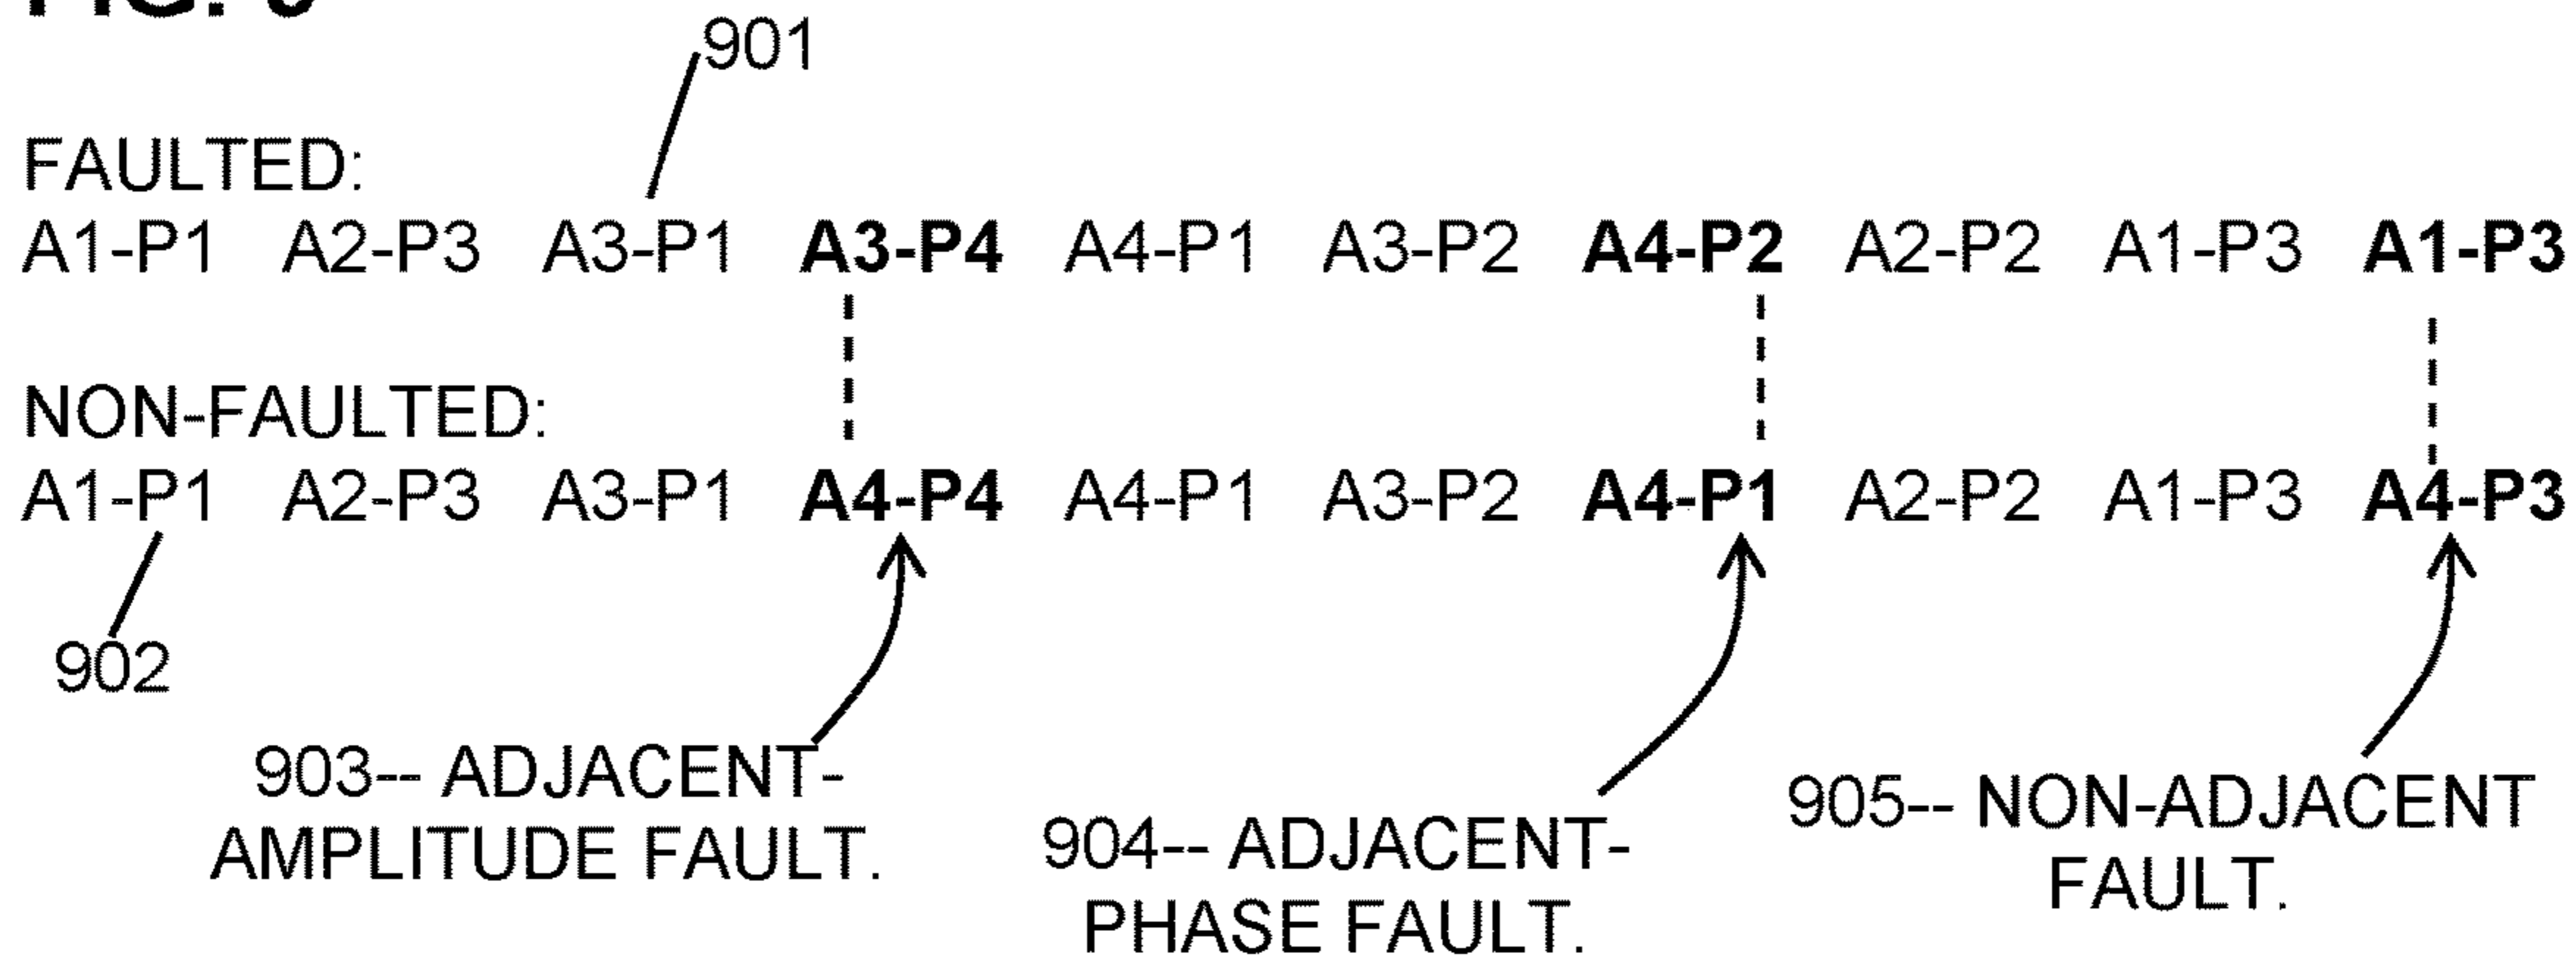 FIG. 9
901
FAULTED:
A1-P1 A2-P3 A3-P1 A3-P4 A4-P1 A3-P2 A4-P2 A2-P2 A1-P3 A1-P3
NON-FAULTED:
A1-P1 A2-P3 A3-P1 A4-P4 A4-P1 A3-P2 A4-P1 A2-P2 A1-P3 A4-P3
902
903-- ADJACENT-
AMPLITUDE FAULT.
904-- ADJACENT-
PHASE FAULT.
905-- NON-ADJACENT
FAULT.